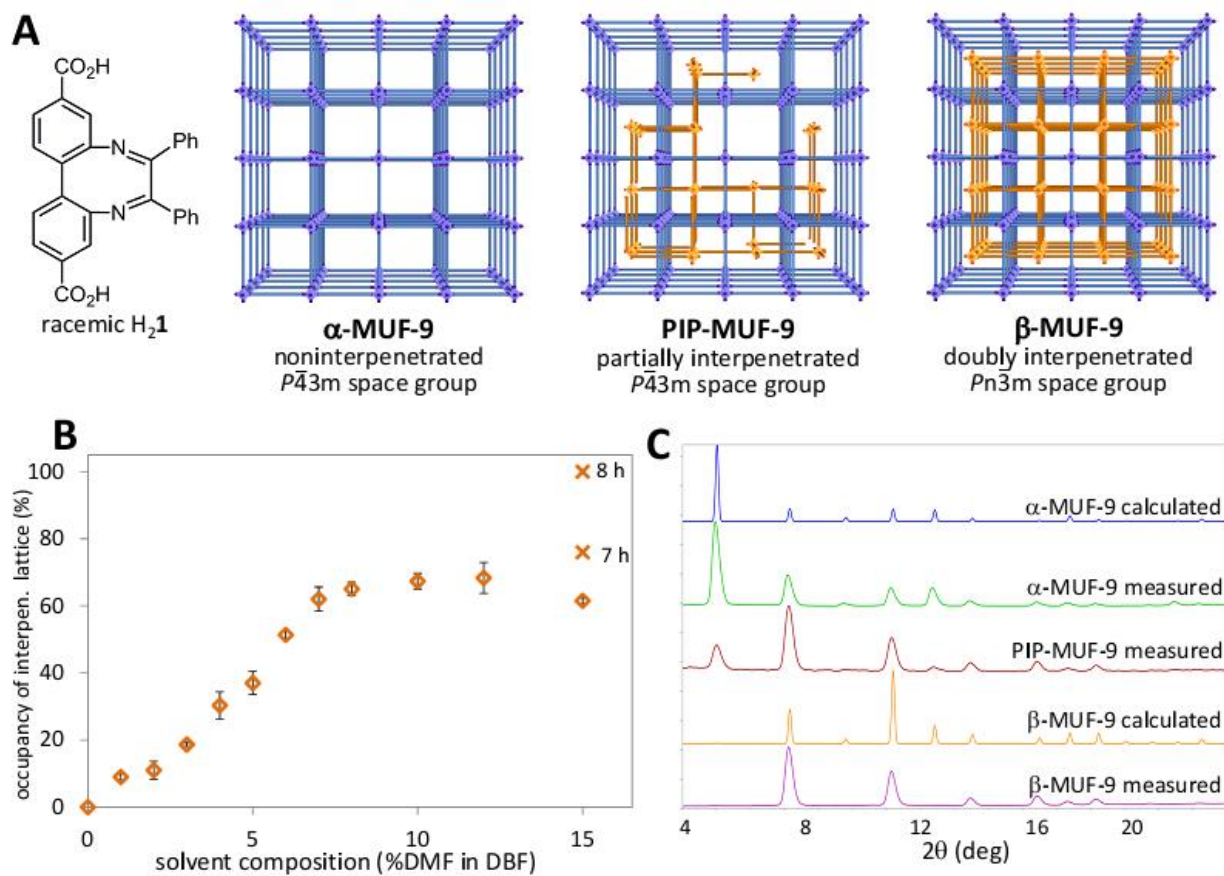 A
CO₂H
Ph
N
N
Ph
CO₂H
racemic H₂1
α-MUF-9
noninterpenetrated
P4̅3m space group
PIP-MUF-9
partially interpenetrated
P4̅3m space group
β-MUF-9
doubly interpenetrated
Pn3̅m space group
B
occupancy of interpen. lattice (%)
100
80
60
40
20
0
8 h
7 h
0
5
10
15
solvent composition (%DMF in DBF)
C
α-MUF-9 calculated
α-MUF-9 measured
PIP-MUF-9 measured
β-MUF-9 calculated
β-MUF-9 measured
4
8
12
16
20
2θ (deg)